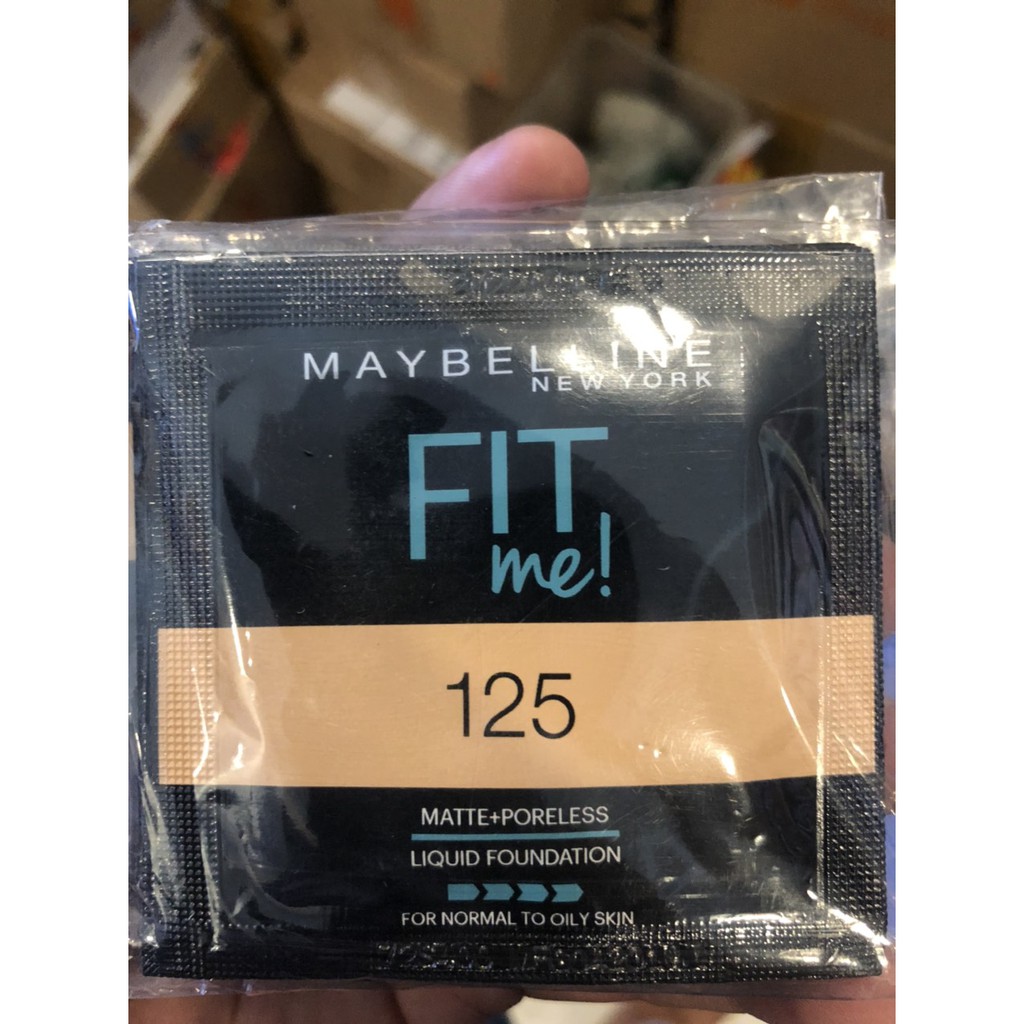 MAYBELLINE
NEW YORK
FIT
me!
125
MATTE+PORELESS
LIQUID FOUNDATION
FOR NORMAL TO OILY SKIN